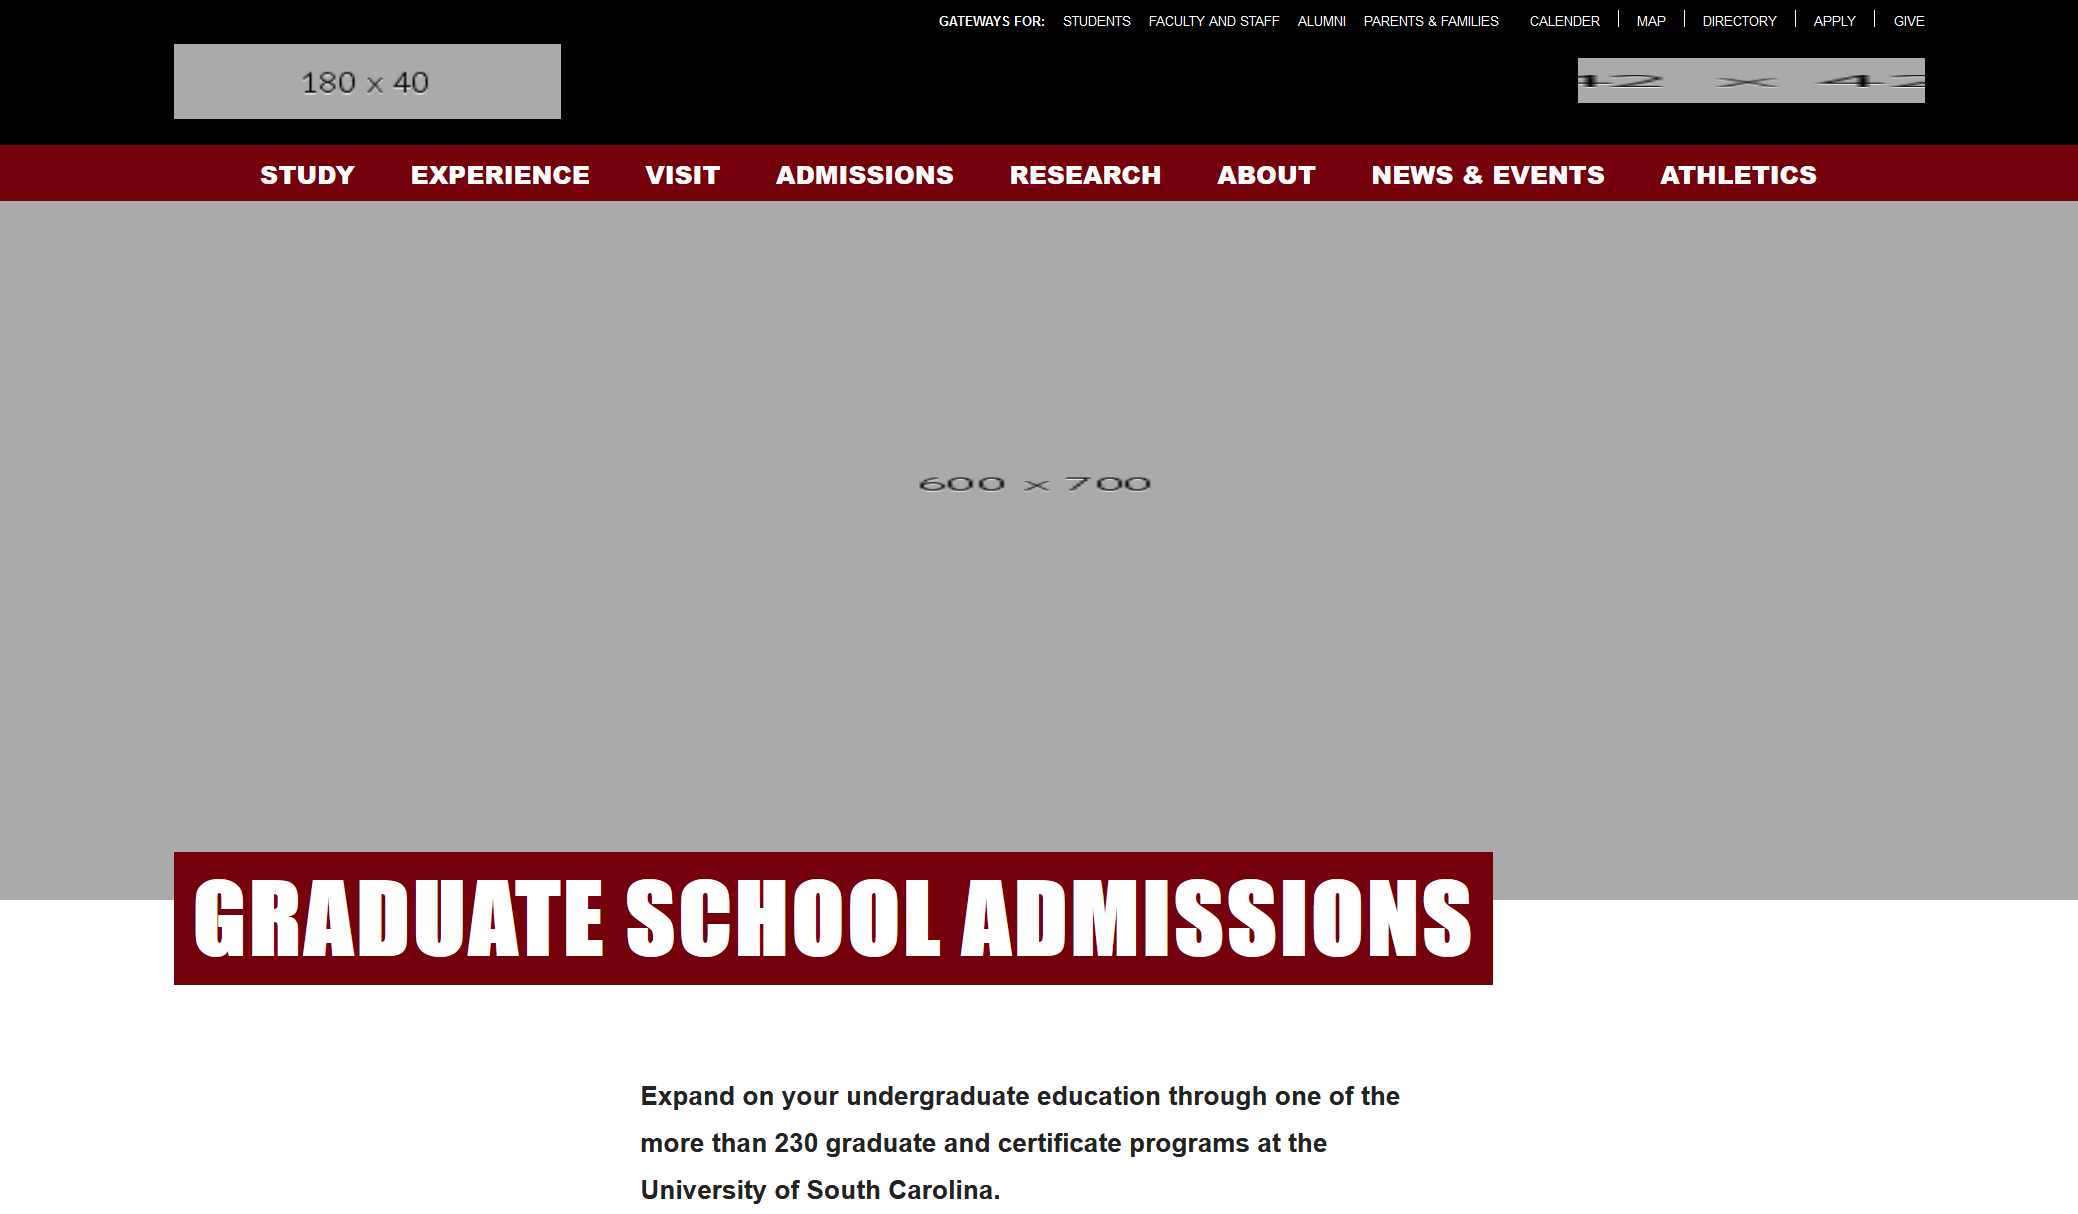 GATEWAYS FOR: STUDENTS FACULTY AND STAFF ALUMNI PARENTS & FAMILIES CALENDER MAP DIRECTORY APPLY GIVE
180 x 40
42 x 42
STUDY EXPERIENCE VISIT ADMISSIONS RESEARCH ABOUT NEWS & EVENTS ATHLETICS
600 x 700
GRADUATE SCHOOL ADMISSIONS
Expand on your undergraduate education through one of the
more than 230 graduate and certificate programs at the
University of South Carolina.